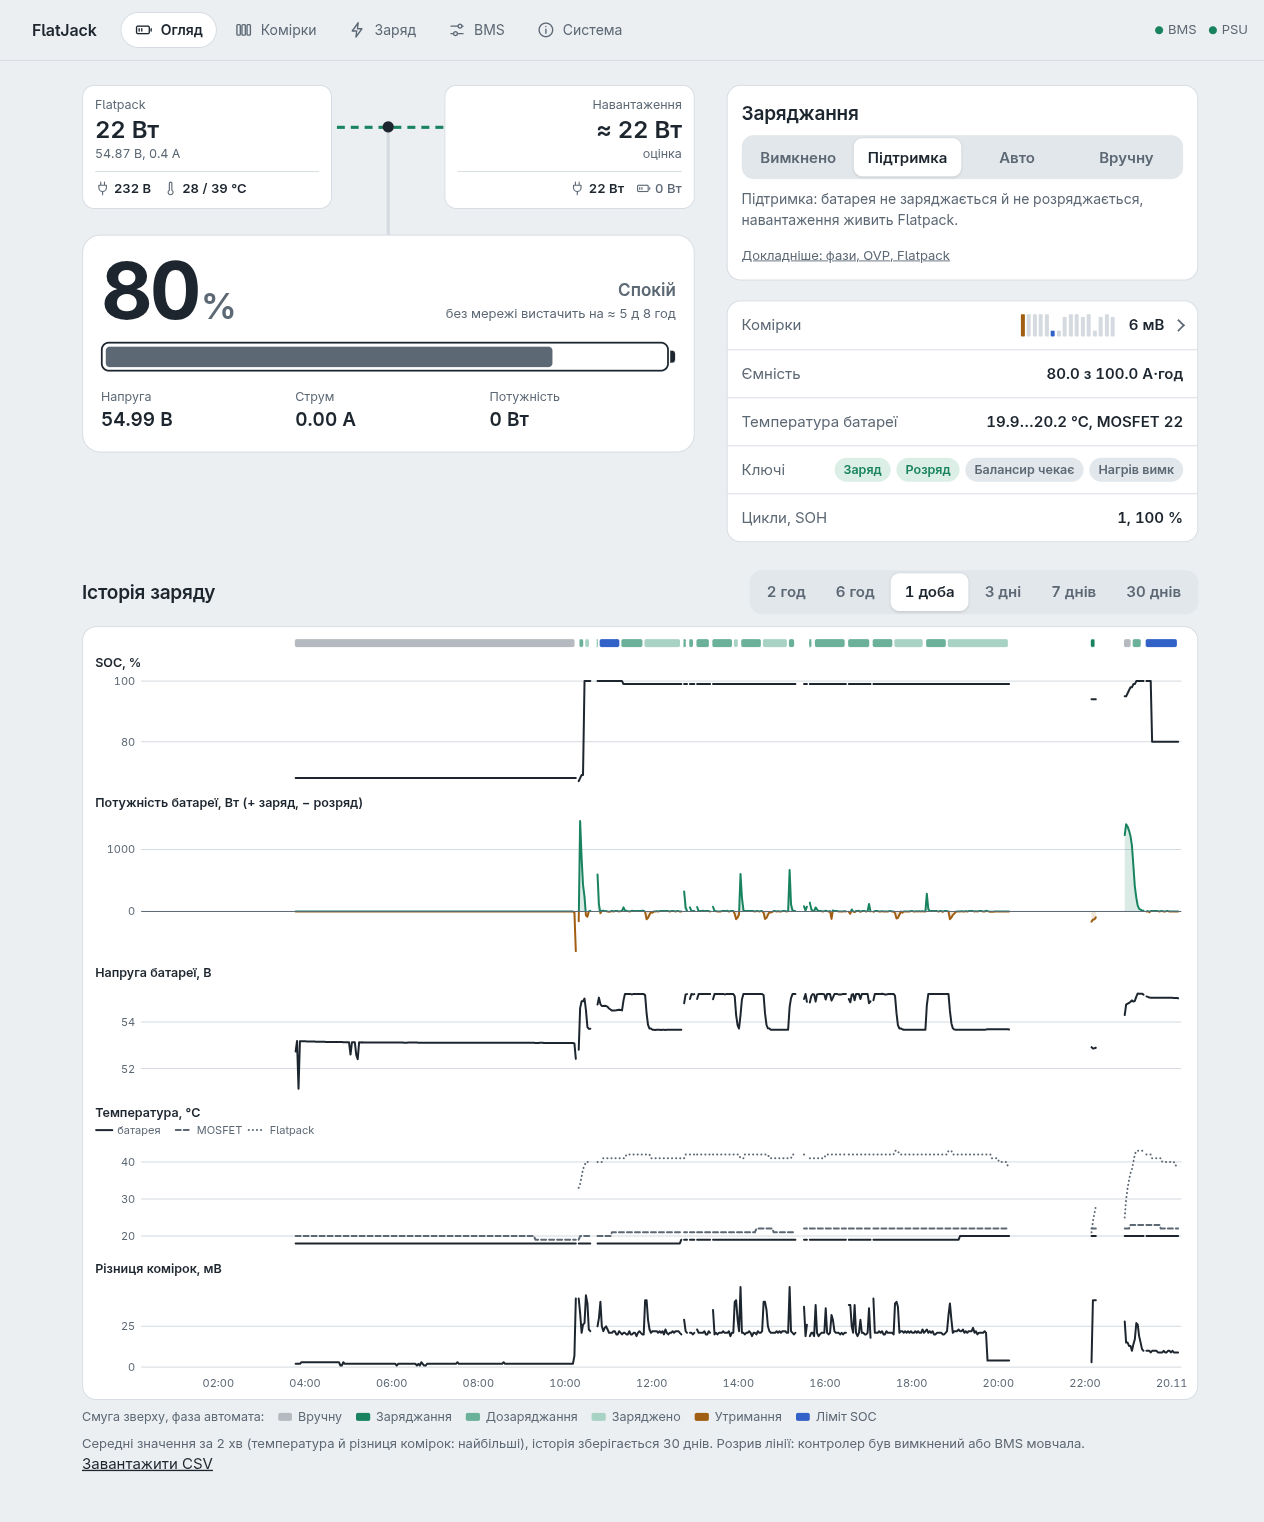 FlatJack
Огляд
Комірки
Заряд
BMS
Система
BMS
PSU
Flatpack
22 Вт
54.87 В, 0.4 А
232 В
28 / 39 °C
Навантаження
≈ 22 Вт
оцінка
22 Вт
0 Вт
80%
Спокій
без мережі вистачить на ≈ 5 д 8 год
Напруга
Струм
Потужність
54.99 В
0.00 А
0 Вт
Заряджання
Вимкнено
Підтримка
Авто
Вручну
Підтримка: батарея не заряджається й не розряджається,
навантаження живить Flatpack.
Докладніше: фази, OVP, Flatpack
Комірки
6 мВ
Ємність
80.0 з 100.0 А·год
Температура батареї
19.9…20.2 °C, MOSFET 22
Ключі
Заряд
Розряд
Балансир чекає
Нагрів вимк
Цикли, SOH
1, 100 %
Історія заряду
2 год
6 год
1 доба
3 дні
7 днів
30 днів
SOC, %
100
80
Потужність батареї, Вт (+ заряд, − розряд)
1000
0
Напруга батареї, В
54
52
Температура, °C
батарея
MOSFET
Flatpack
40
30
20
Різниця комірок, мВ
25
0
02:00
04:00
06:00
08:00
10:00
12:00
14:00
16:00
18:00
20:00
22:00
20.11
Смуга зверху, фаза автомата:
Вручну
Заряджання
Дозаряджання
Заряджено
Утримання
Ліміт SOC
Середні значення за 2 хв (температура й різниця комірок: найбільші), історія зберігається 30 днів. Розрив лінії: контролер був вимкнений або BMS мовчала.
Завантажити CSV